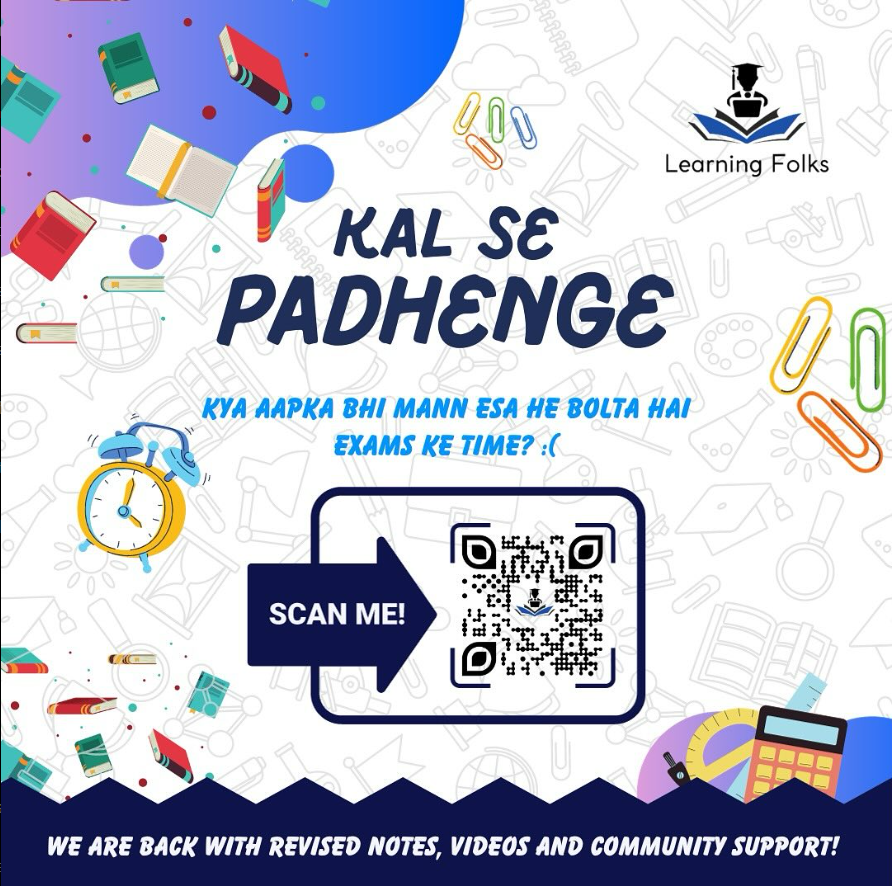 Learning Folks
KAL SE
PADHENGE
KYA AAPKA BHI MANN ESA HE BOLTA HAI
EXAMS KE TIME? :(
SCAN ME!
WE ARE BACK WITH REVISED NOTES, VIDEOS AND COMMUNITY SUPPORT!